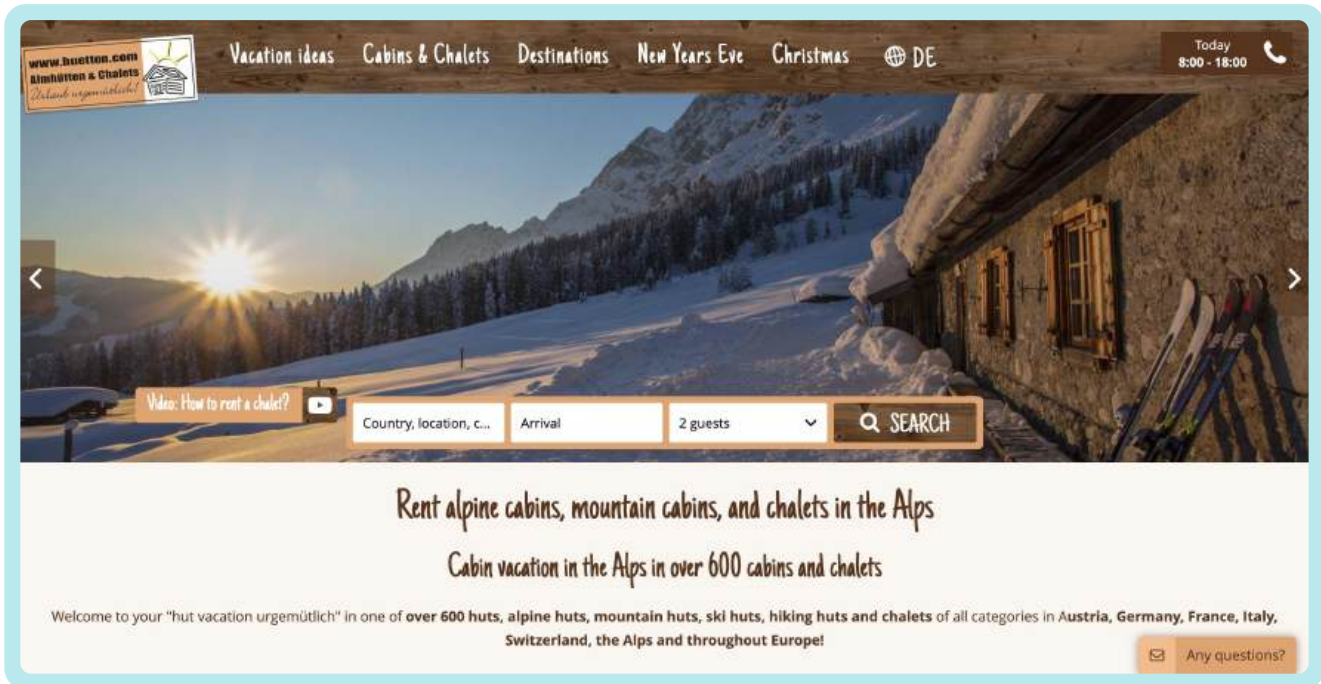 www.huetten.com
Almhütten & Chalets
Urlaub urgemütlich!
Vacation ideas Cabins & Chalets Destinations New Years Eve Christmas DE
Today
8:00 - 18:00
Video: How to rent a chalet?
Country, location, c... Arrival 2 guests SEARCH
Rent alpine cabins, mountain cabins, and chalets in the Alps
Cabin vacation in the Alps in over 600 cabins and chalets
Welcome to your "hut vacation urgemütlich" in one of over 600 huts, alpine huts, mountain huts, ski huts, hiking huts and chalets of all categories in Austria, Germany, France, Italy,
Switzerland, the Alps and throughout Europe!
Any questions?